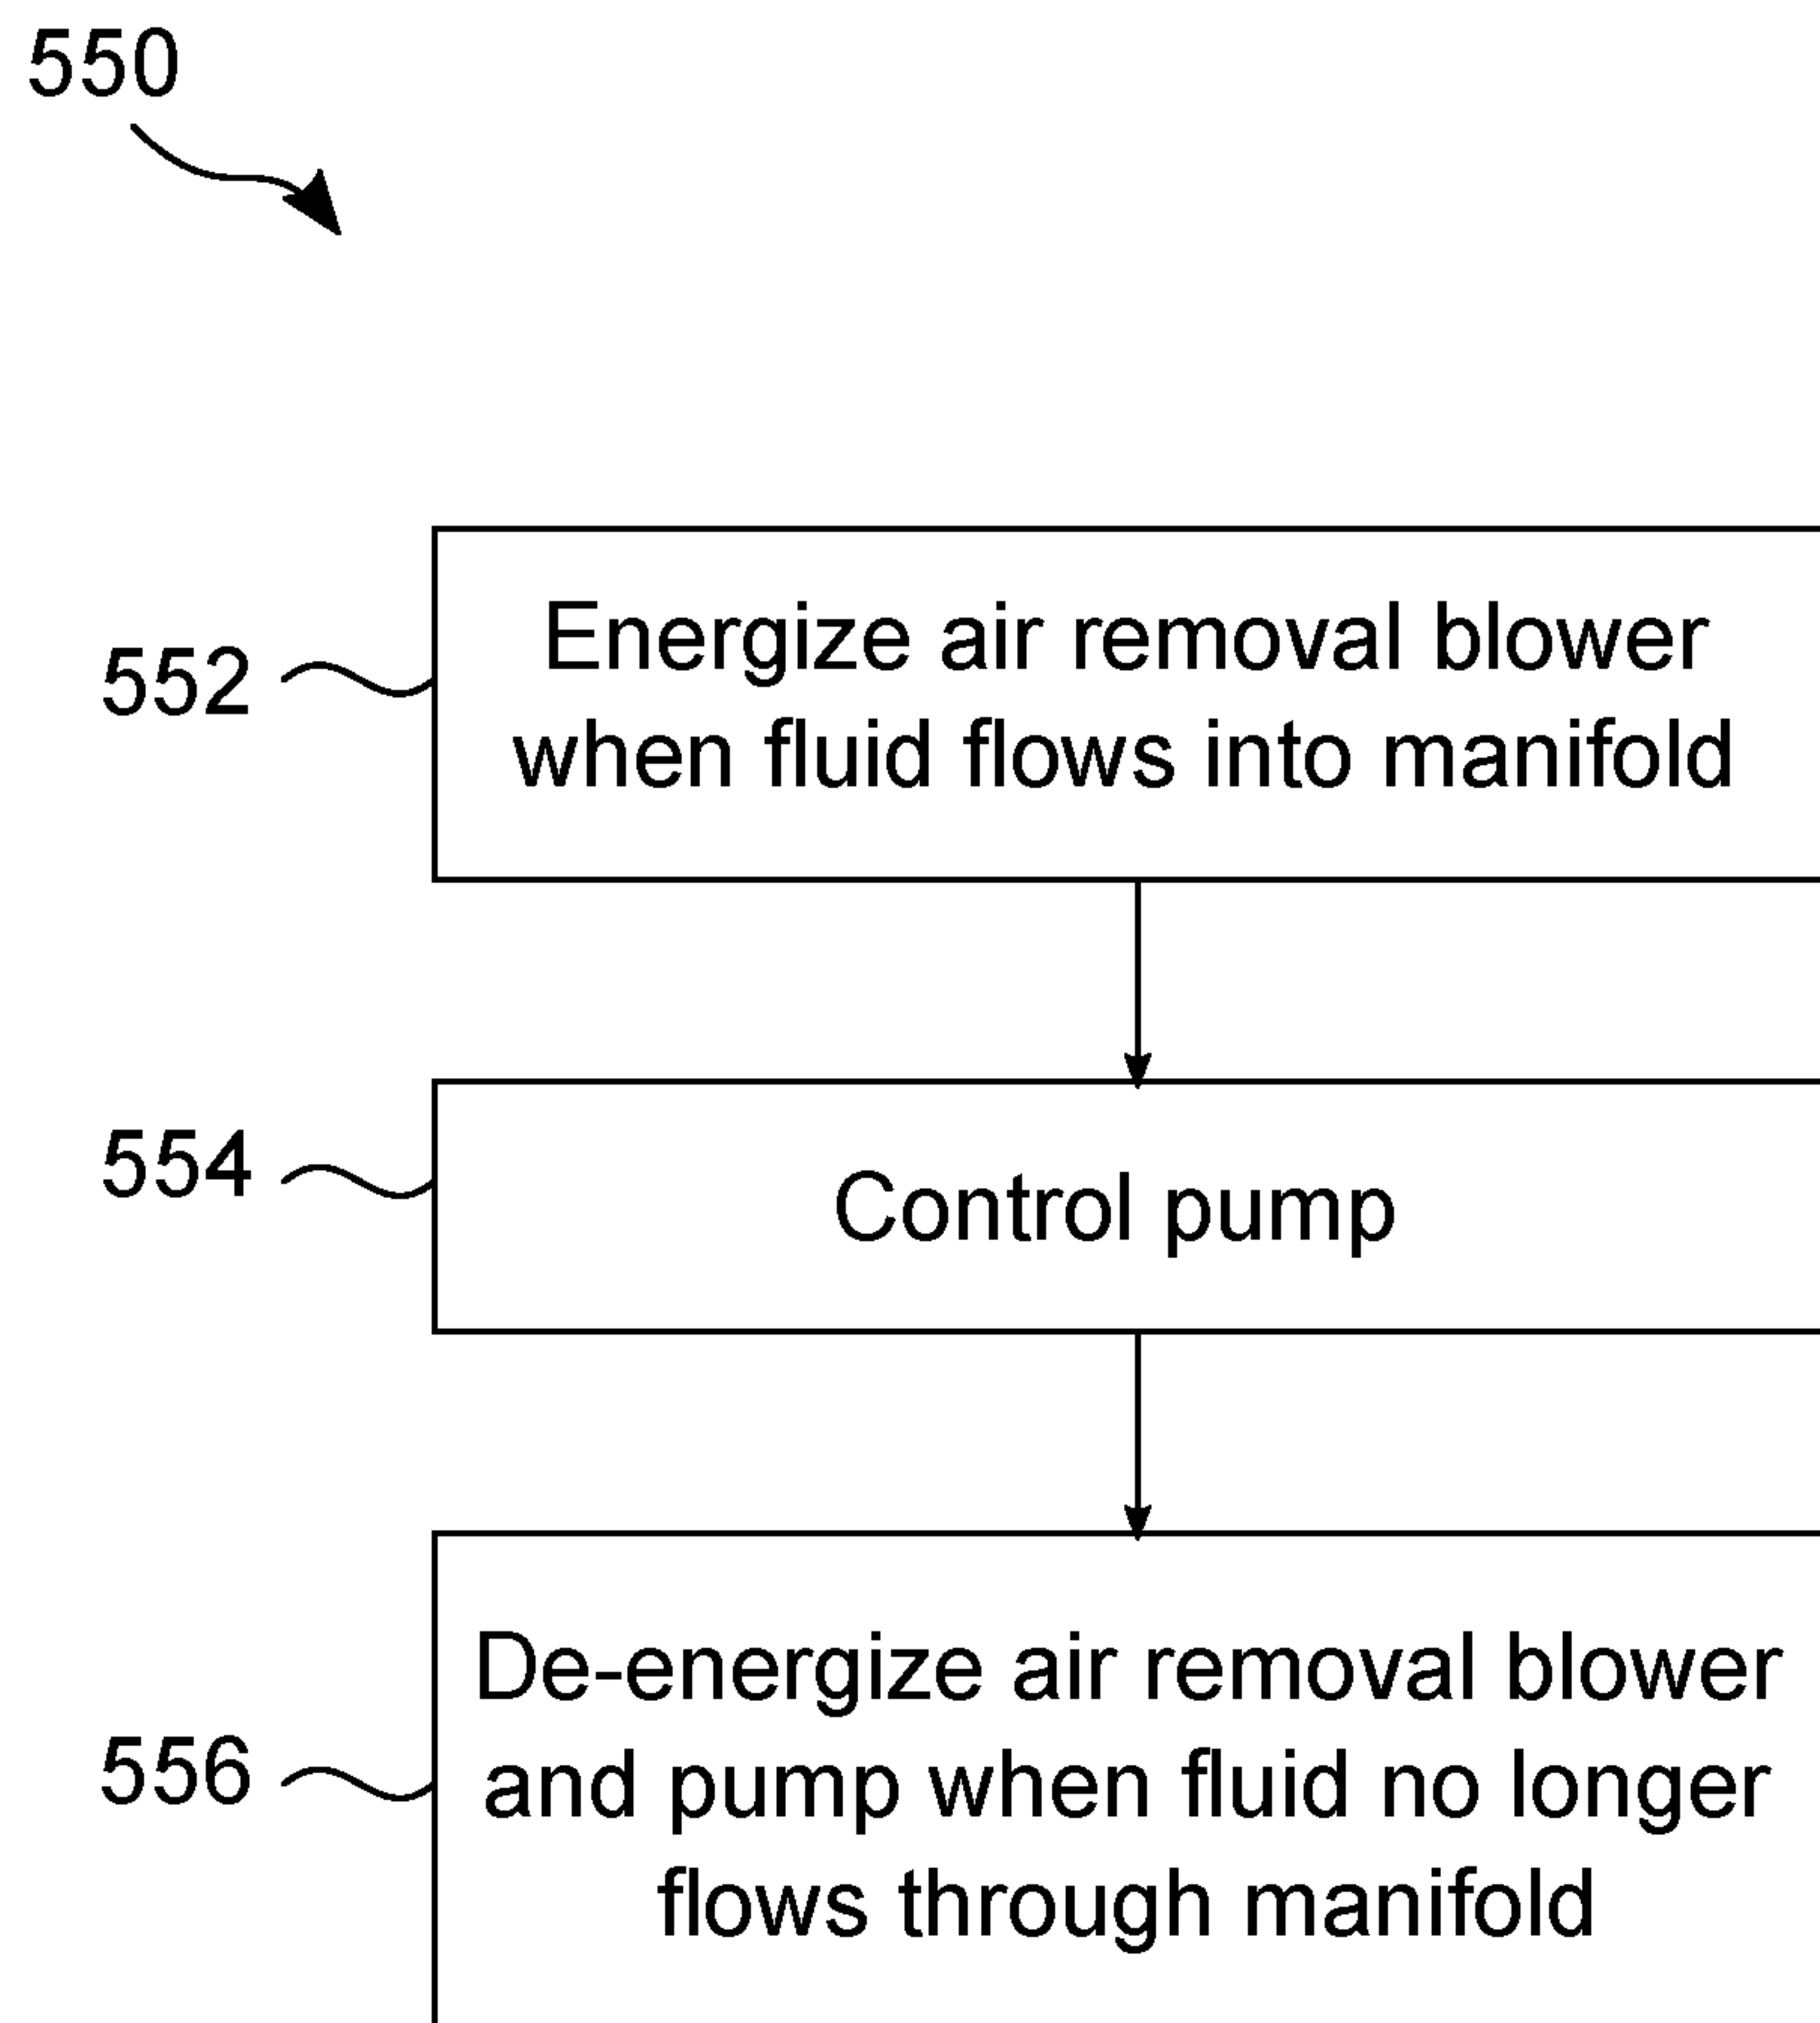 550
552
Energize air removal blower
when fluid flows into manifold
554
Control pump
556
De-energize air removal blower
and pump when fluid no longer
flows through manifold